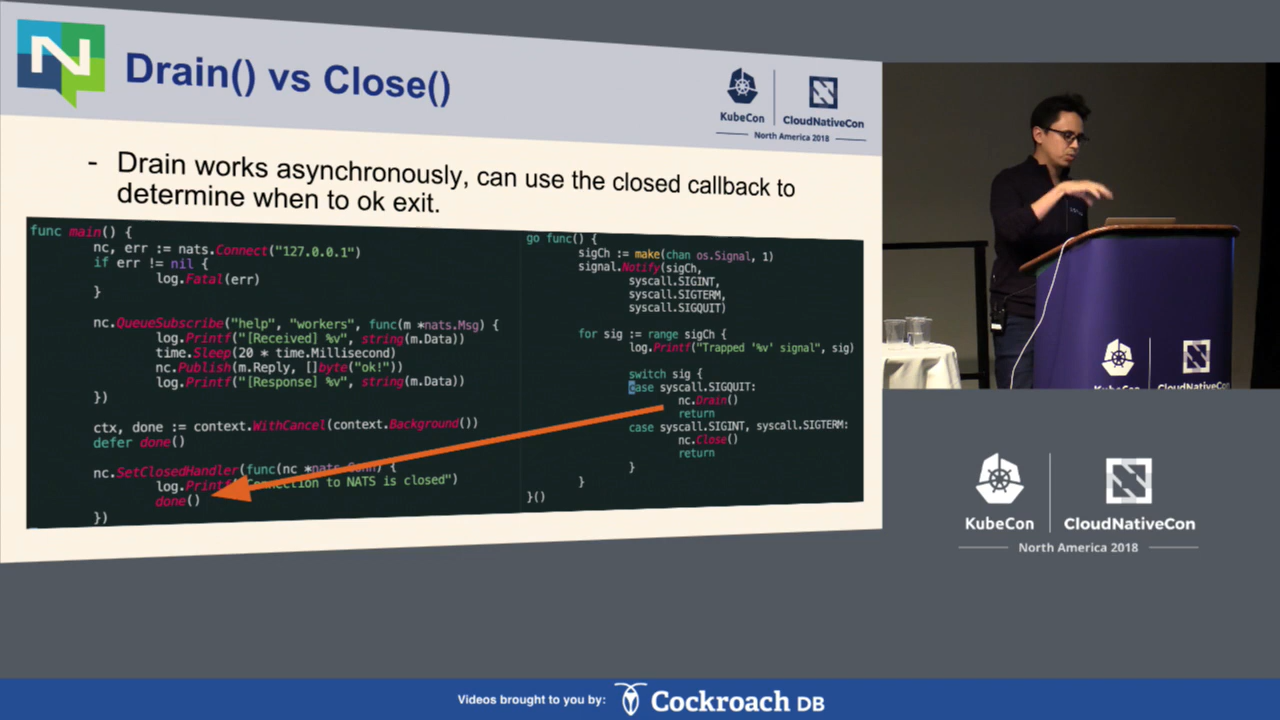 N
Drain() vs Close()
KubeCon
CloudNativeCon
North America 2018
- Drain works asynchronously, can use the closed callback to
determine when to ok exit.
func main() {
nc, err := nats.Connect("127.0.0.1")
if err != nil {
log.Fatal(err)
}
nc.QueueSubscribe("help", "workers", func(m *nats.Msg) {
log.Printf("[Received] %v", string(m.Data))
time.Sleep(20 * time.Millisecond)
nc.Publish(m.Reply, []byte("ok!"))
log.Printf("[Response] %v", string(m.Data))
})
ctx, done := context.WithCancel(context.Background())
defer done()
nc.SetClosedHandler(func(nc *nats.Conn) {
log.Printf("Connection to NATS is closed")
done()
})
go func() {
sigCh := make(chan os.Signal, 1)
signal.Notify(sigCh,
syscall.SIGINT,
syscall.SIGTERM,
syscall.SIGQUIT)
for sig := range sigCh {
log.Printf("Trapped '%v' signal", sig)
switch sig {
case syscall.SIGQUIT:
nc.Drain()
return
case syscall.SIGINT, syscall.SIGTERM:
nc.Close()
return
}
}
}()
KubeCon
CloudNativeCon
KubeCon
CloudNativeCon
North America 2018
Videos brought to you by:
Cockroach DB